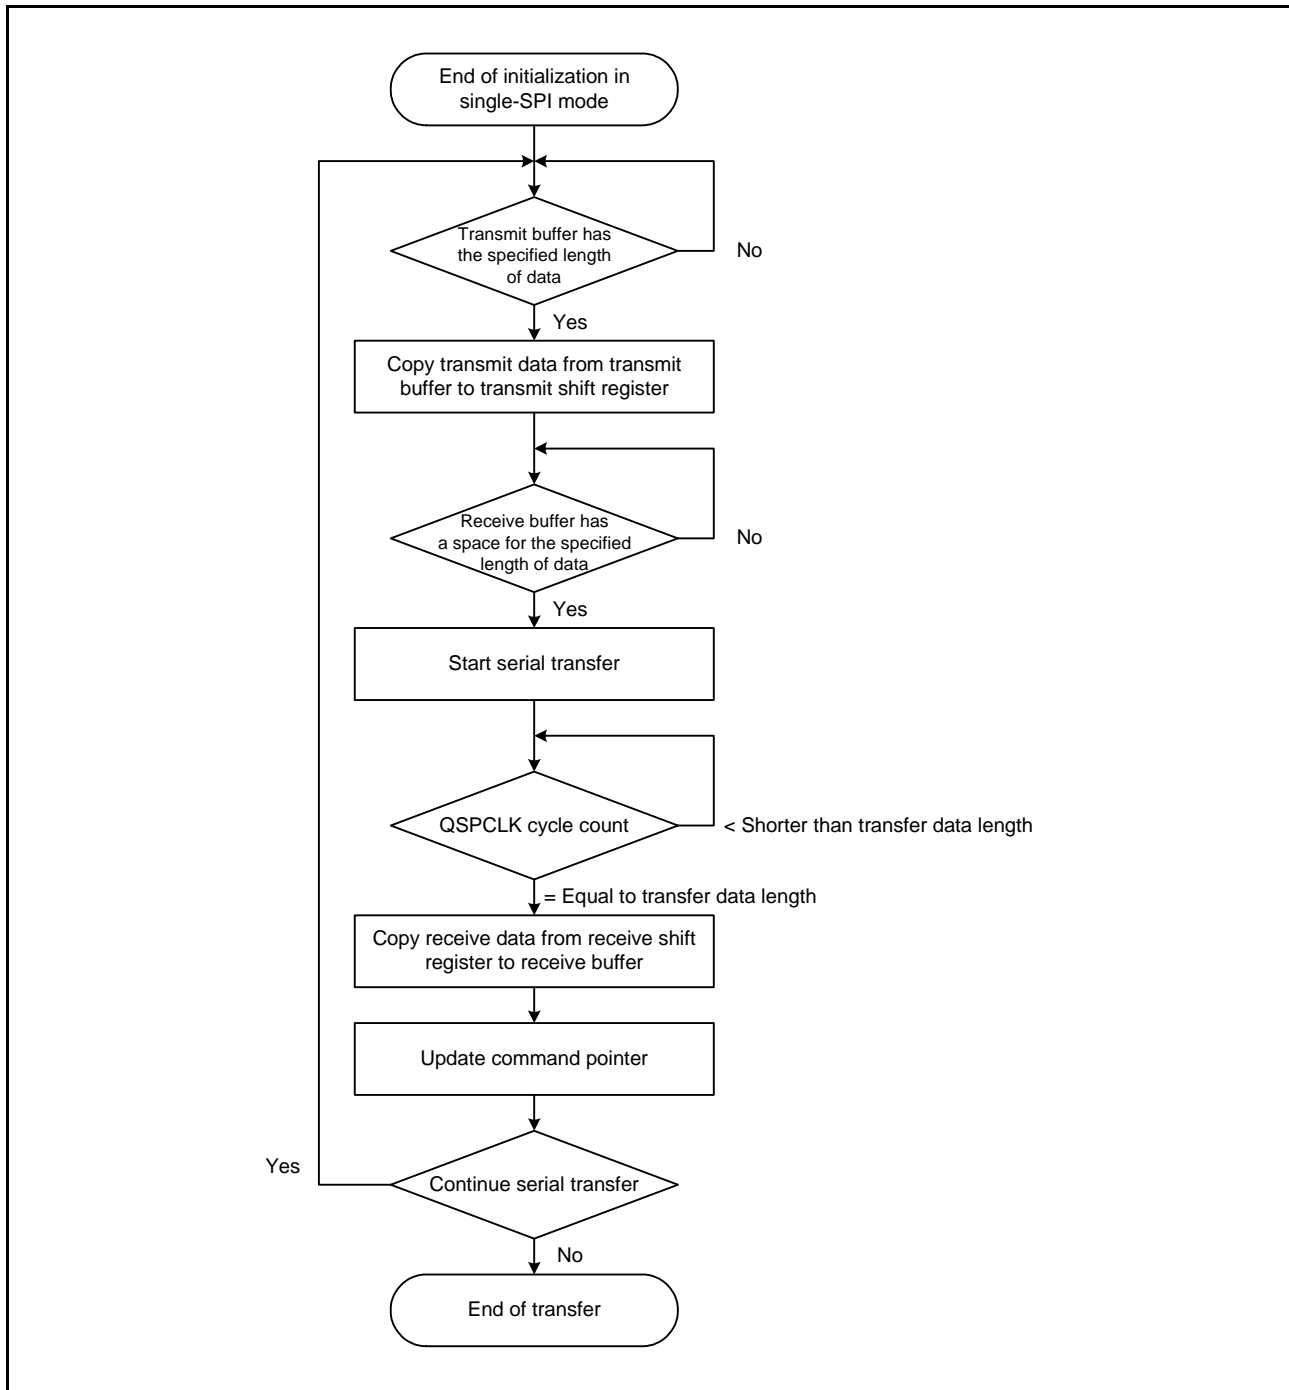 End of initialization in
single-SPI mode
Transmit buffer has
the specified length
of data
No
Yes
Copy transmit data from transmit
buffer to transmit shift register
Receive buffer has
a space for the specified
length of data
No
Yes
Start serial transfer
QSPCLK cycle count
< Shorter than transfer data length
= Equal to transfer data length
Copy receive data from receive shift
register to receive buffer
Update command pointer
Yes
Continue serial transfer
No
End of transfer